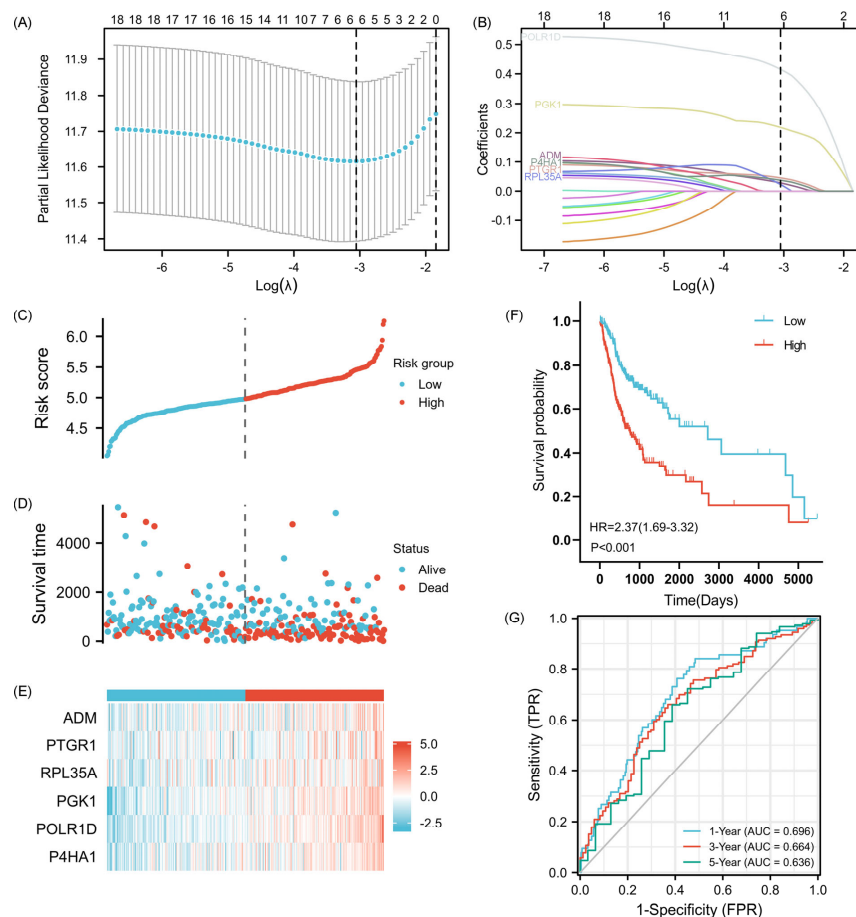 (A)
18 18 18 17 17 16 16 15 14 11 10 7 7 6 6 6 5 5 3 2 2 0
Partial Likelihood Deviance
11.9
11.8
11.7
11.6
11.5
11.4
-6 -5 -4 -3 -2
Log(λ)
(B)
18 18 16 11 6 2
Coefficients
0.5
0.4
0.3
0.2
0.1
0.0
-0.1
POLR1D
PGK1
ADM
P4HA1
PTGR1
RPL35A
-7 -6 -5 -4 -3 -2
Log(λ)
(C)
Risk score
6.0
5.5
5.0
4.5
Risk group
Low
High
(D)
Survival time
4000
2000
0
Status
Alive
Dead
(E)
ADM
PTGR1
RPL35A
PGK1
POLR1D
P4HA1
5.0
2.5
0.0
-2.5
(F)
Survival probability
1.0
0.8
0.6
0.4
0.2
0.0
Low
High
HR=2.37(1.69-3.32)
P<0.001
0 1000 2000 3000 4000 5000
Time(Days)
(G)
Sensitivity (TPR)
1.0
0.8
0.6
0.4
0.2
0.0
1-Year (AUC = 0.696)
3-Year (AUC = 0.664)
5-Year (AUC = 0.636)
0.0 0.2 0.4 0.6 0.8 1.0
1-Specificity (FPR)